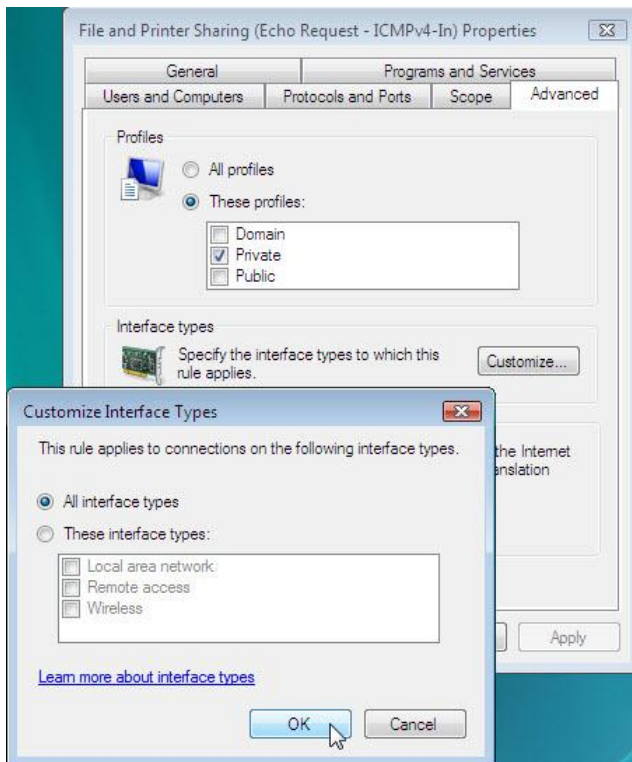 File and Printer Sharing (Echo Request - ICMPv4-In) Properties
General
Programs and Services
Users and Computers
Protocols and Ports
Scope
Advanced
Profiles
All profiles
These profiles:
Domain
Private
Public
Interface types
Specify the interface types to which this
rule applies.
Customize...
the Internet
anslation
Apply
Customize Interface Types
This rule applies to connections on the following interface types.
All interface types
These interface types:
Local area network
Remote access
Wireless
Learn more about interface types
OK
Cancel